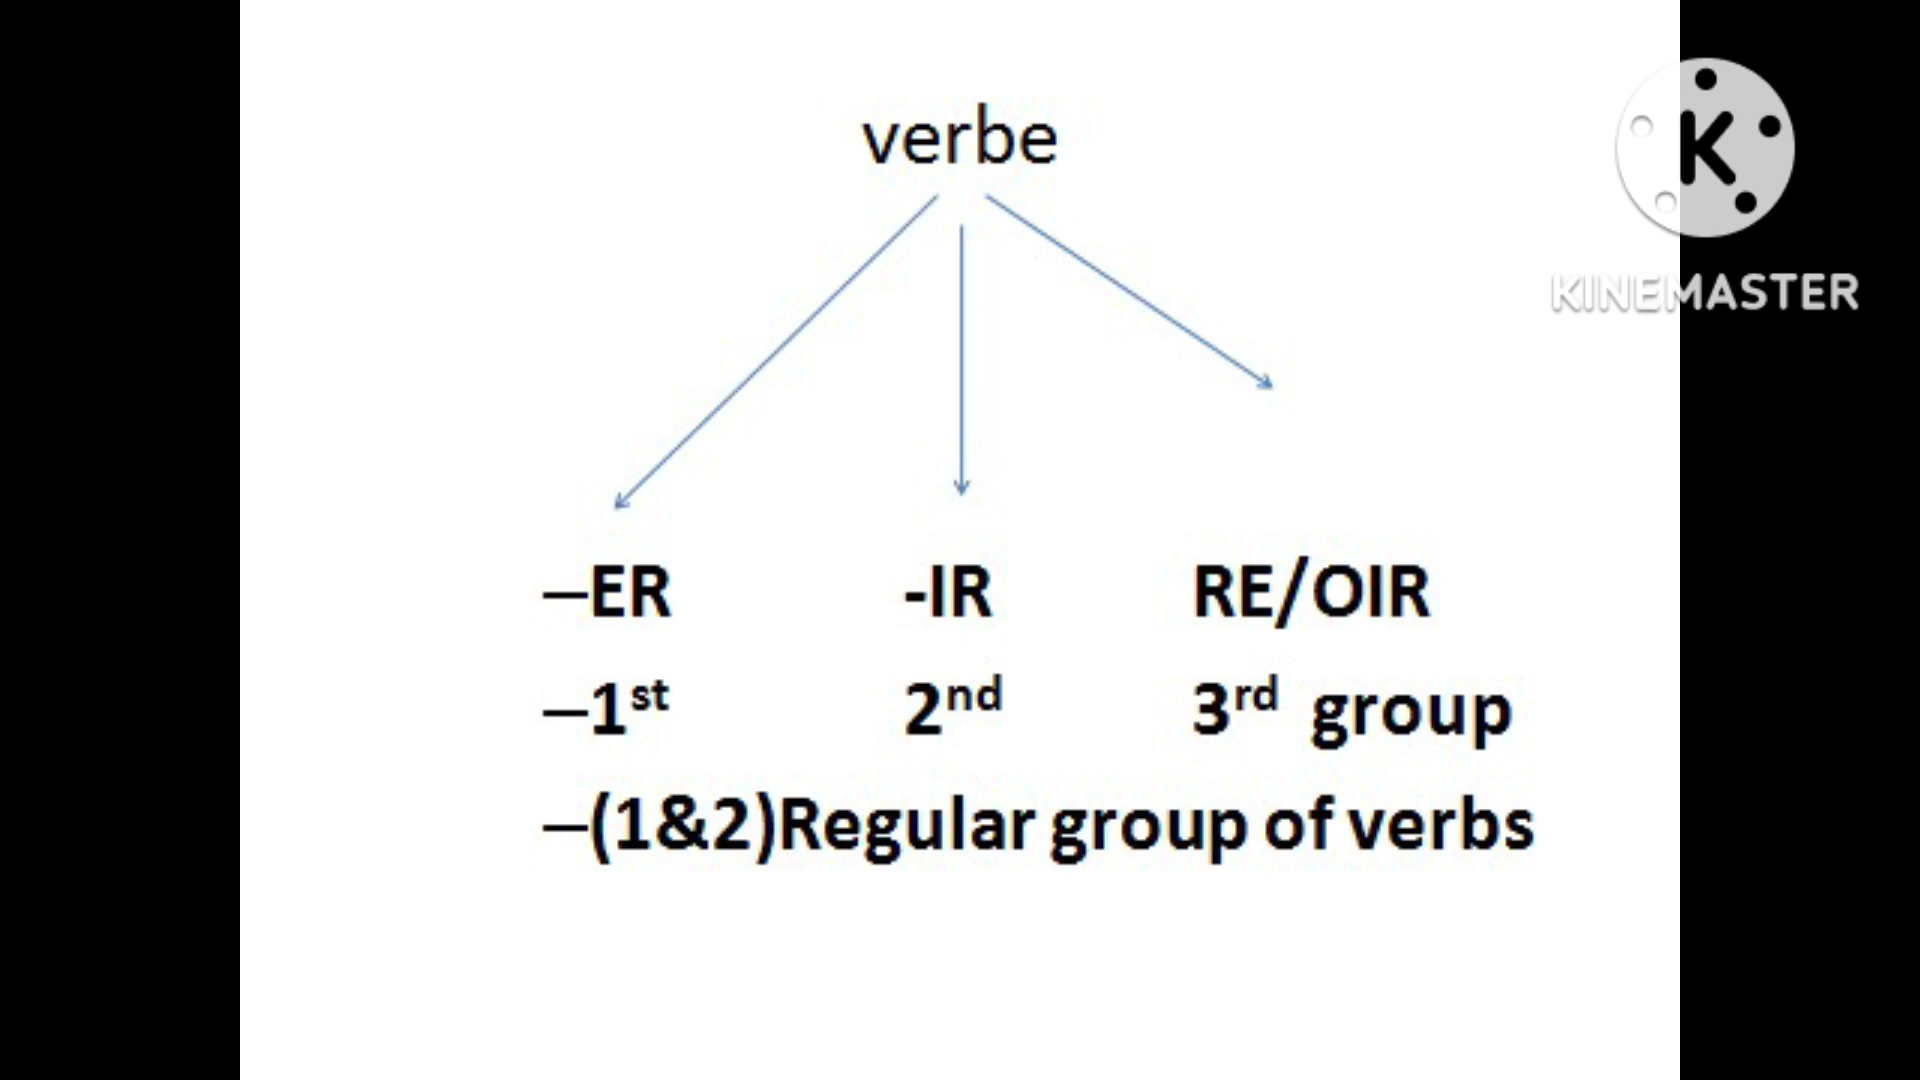 verbe
K
KINEMASTER
–ER -IR RE/OIR
–1st 2nd 3rd group
–(1&2)Regular group of verbs